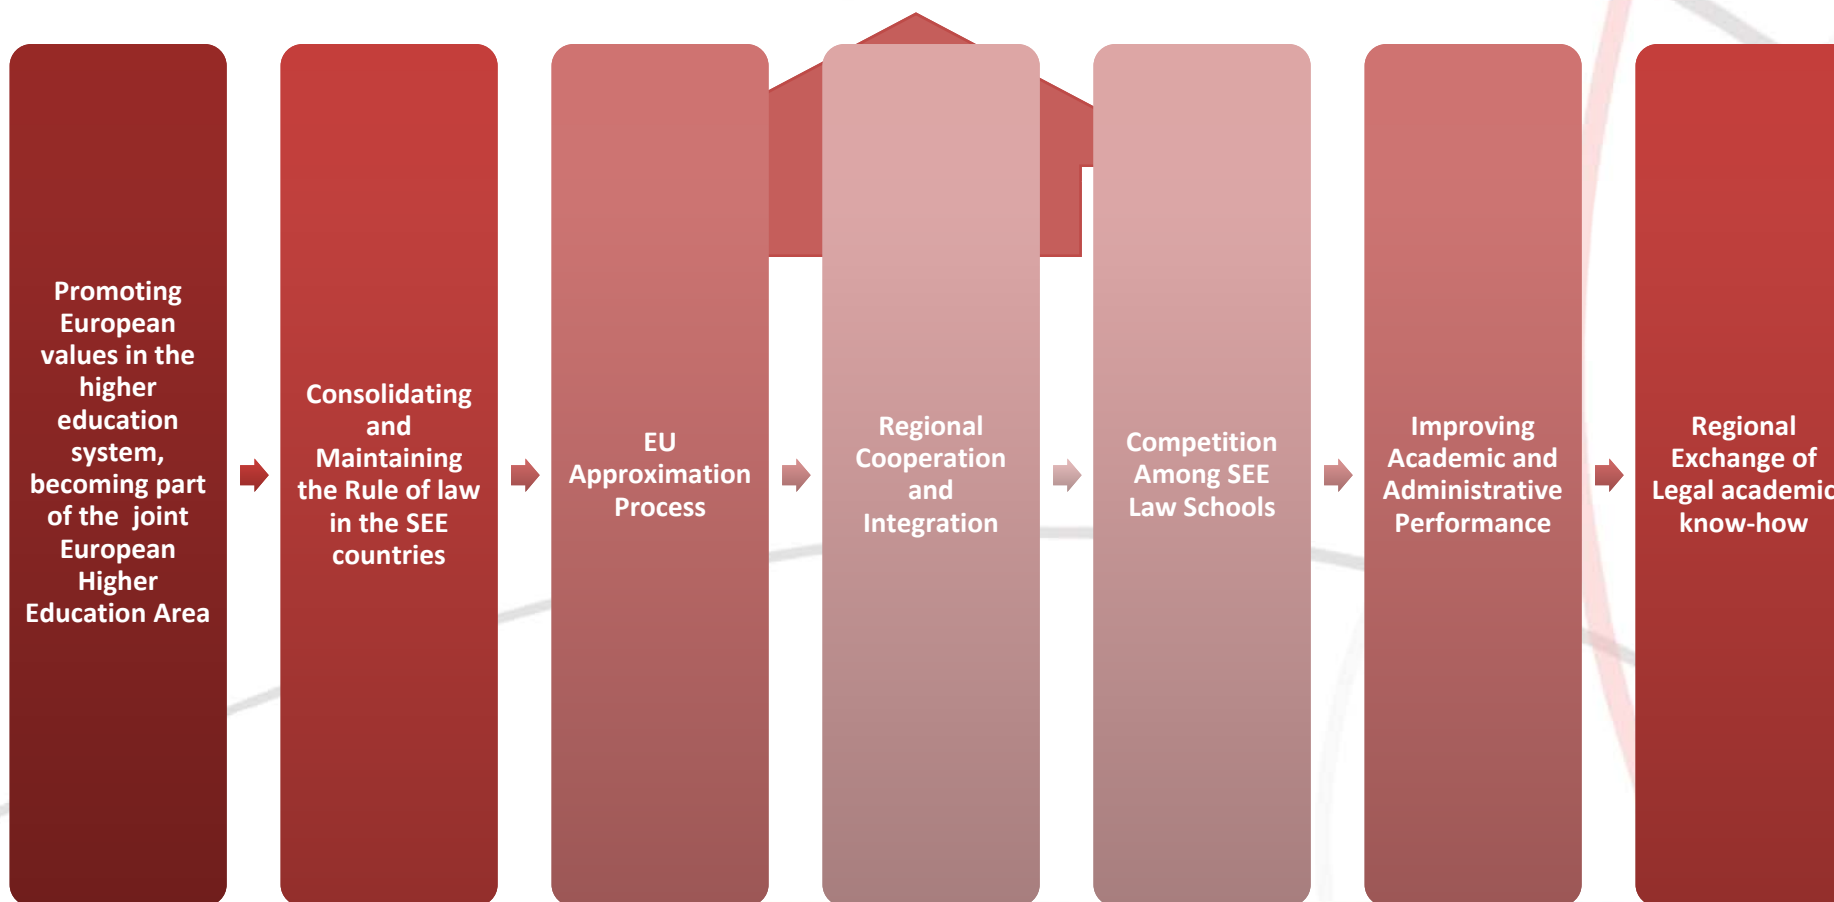 Promoting
European
values in the
higher
education
system,
becoming part
of the  joint
European
Higher
Education Area
Consolidating
and
Maintaining
the Rule of law
in the SEE
countries
EU
Approximation
Process
Regional
Cooperation
and
Integration
Competition
Among SEE
Law Schools
Improving
Academic and
Administrative
Performance
Regional
Exchange of
Legal academic
know-how